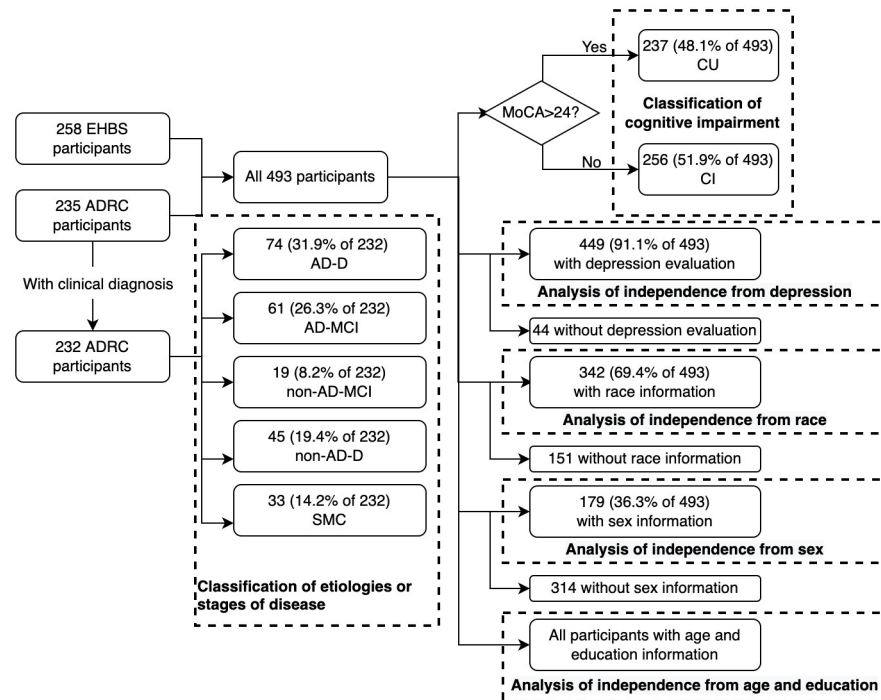 258 EHBS
participants
235 ADRC
participants
With clinical diagnosis
232 ADRC
participants
All 493 participants
74 (31.9% of 232)
AD-D
61 (26.3% of 232)
AD-MCI
19 (8.2% of 232)
non-AD-MCI
45 (19.4% of 232)
non-AD-D
33 (14.2% of 232)
SMC
Classification of etiologies or
stages of disease
MoCA>24?
Yes
No
237 (48.1% of 493)
CU
Classification of
cognitive impairment
256 (51.9% of 493)
CI
449 (91.1% of 493)
with depression evaluation
Analysis of independence from depression
44 without depression evaluation
342 (69.4% of 493)
with race information
Analysis of independence from race
151 without race information
179 (36.3% of 493)
with sex information
Analysis of independence from sex
314 without sex information
All participants with age and
education information
Analysis of independence from age and education